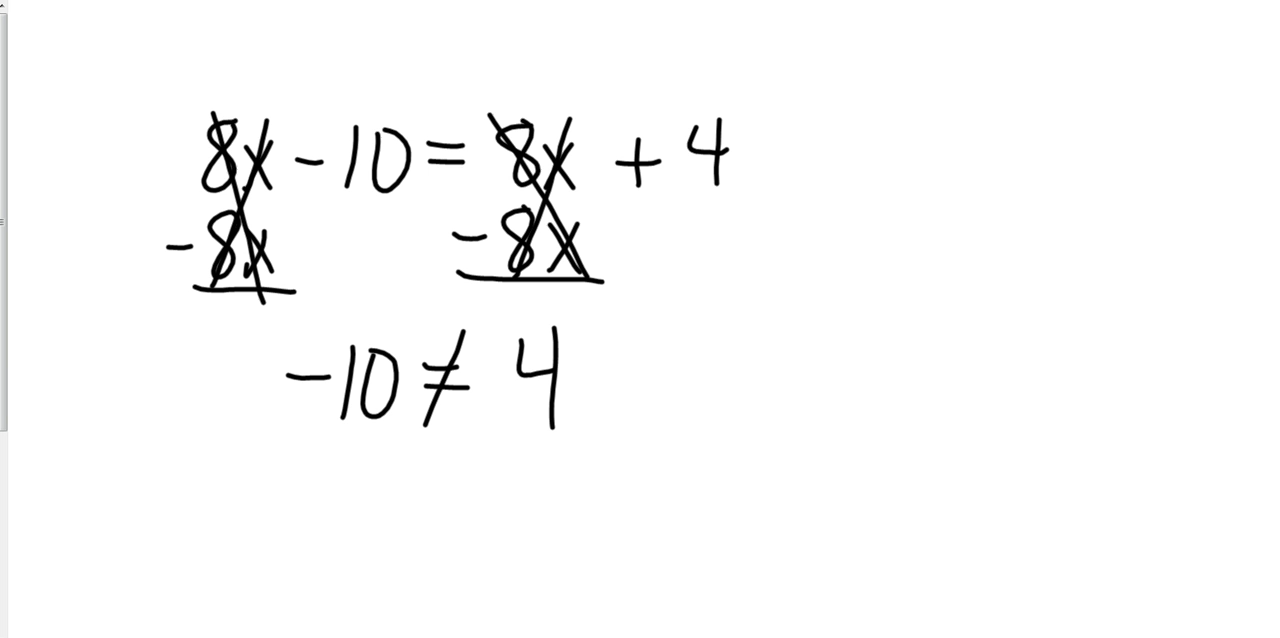 8x - 10 = 8x + 4
- 8x - 8x
- 10 ≠ 4